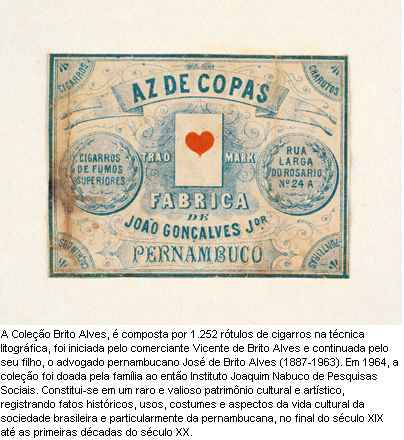 CIGARROS
CHARUTOS
AZ DE COPAS
CIGARROS
DE FUMOS
SUPERIORES
TRAD MARK
RUA
LARGA
DO ROSARIO
Nº 24 A
FABRICA
DE
JOÃO GONÇALVES Jor
PERNAMBUCO
A Coleção Brito Alves, é composta por 1.252 rótulos de cigarros na técnica
litográfica, foi iniciada pelo comerciante Vicente de Brito Alves e continuada pelo
seu filho, o advogado pernambucano José de Brito Alves (1887-1963). Em 1964, a
coleção foi doada pela família ao então Instituto Joaquim Nabuco de Pesquisas
Sociais. Constitui-se em um raro e valioso patrimônio cultural e artístico,
registrando fatos históricos, usos, costumes e aspectos da vida cultural da
sociedade brasileira e particularmente da pernambucana, no final do século XIX
até as primeiras décadas do século XX.